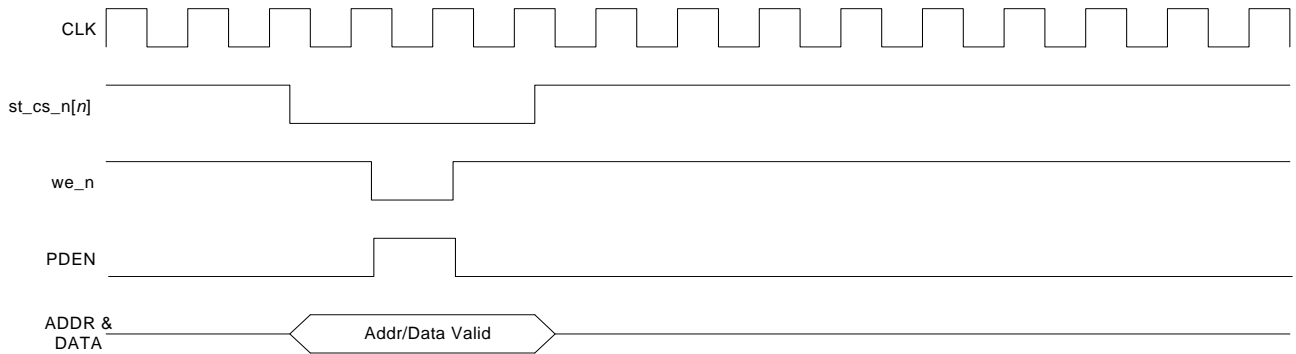 CLK
st_cs_n[n]
we_n
PDEN
ADDR &
DATA
Addr/Data Valid